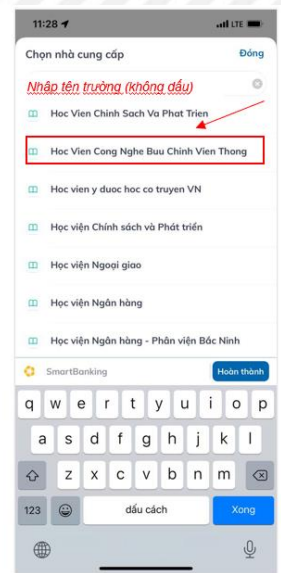 11:28
LTE
Chọn nhà cung cấp
Đóng
Nhập tên trường (không dấu)
Hoc Vien Chinh Sach Va Phat Trien
Hoc Vien Cong Nghe Buu Chinh Vien Thong
Hoc vien y duoc hoc co truyen VN
Học viện Chính sách và Phát triển
Học viện Ngoại giao
Học viện Ngân hàng
Học viện Ngân hàng - Phân viện Bắc Ninh
SmartBanking
Hoàn thành
q w e r t y u i o p
a s d f g h j k l
z x c v b n m
123
dấu cách
Xong